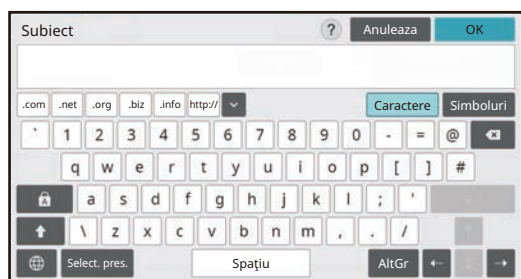 Subiect ? Anuleaza OK
.com .net .org .biz .info http:// Caractere Simboluri
` 1 2 3 4 5 6 7 8 9 0 - = @
q w e r t y u i o p [ ] #
A a s d f g h j k l ; '
\ z x c v b n m , . /
Select. pres. Spațiu AltGr ← →